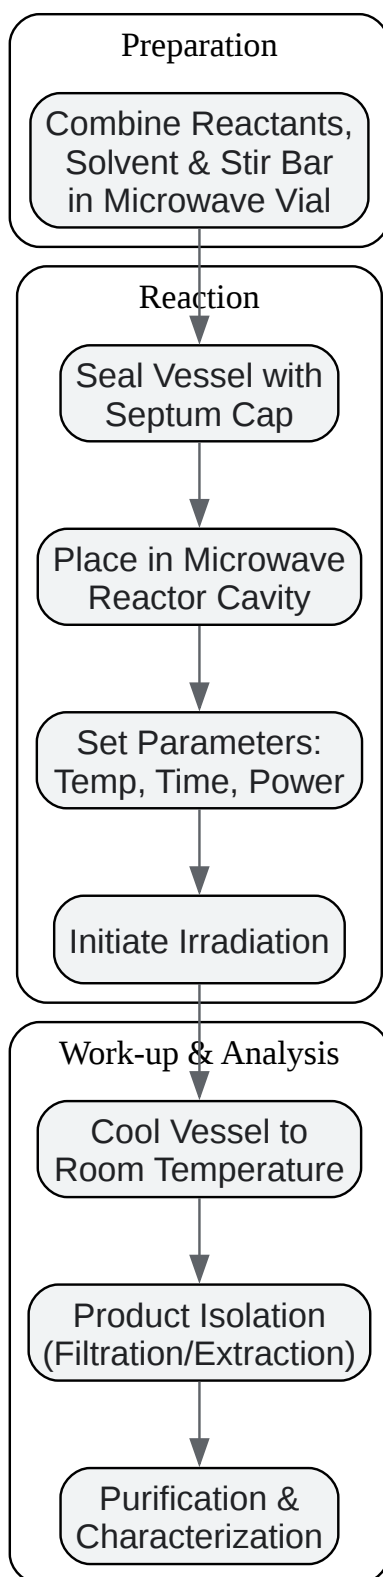 Preparation
Combine Reactants,
Solvent & Stir Bar
in Microwave Vial
Reaction
Seal Vessel with
Septum Cap
Place in Microwave
Reactor Cavity
Set Parameters:
Temp, Time, Power
Initiate Irradiation
Work-up & Analysis
Cool Vessel to
Room Temperature
Product Isolation
(Filtration/Extraction)
Purification &
Characterization